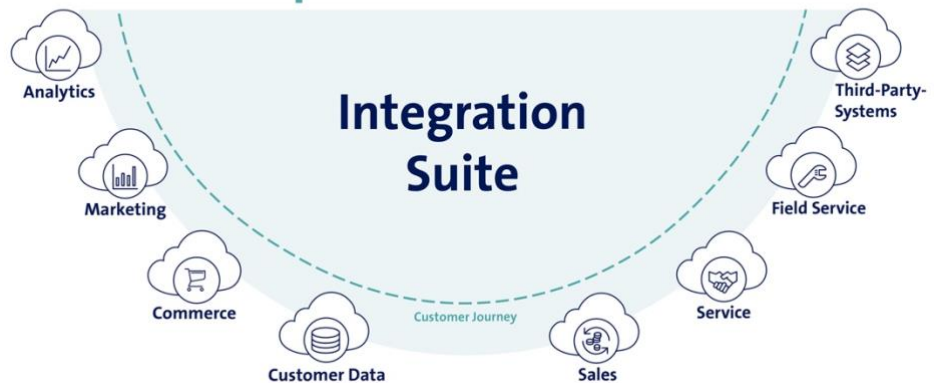 Integration
Suite
Analytics
Third-Party-
Systems
Marketing
Field Service
Commerce
Service
Customer Journey
Customer Data
Sales